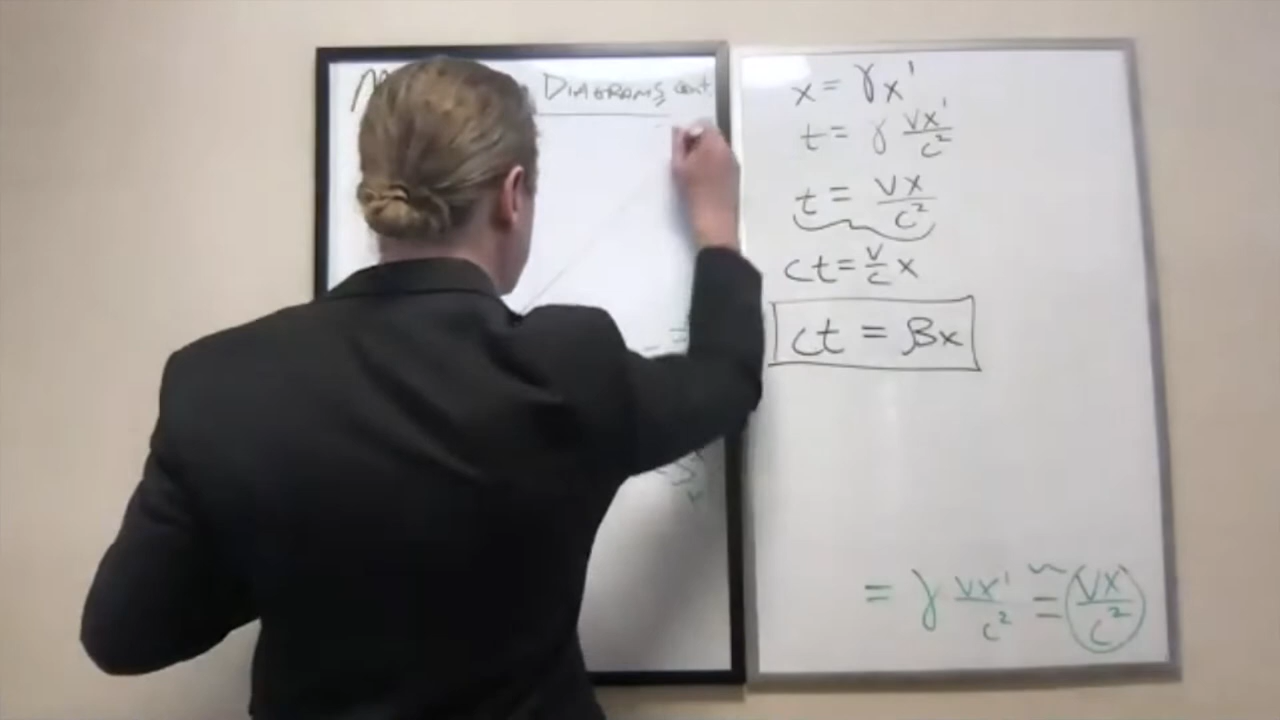 DIAGRAMS cont.
x = γx'
t = γ vx'/c²
t = vx/c²
ct = v/c x
ct = βx
= γ vx'/c² = vx/c²